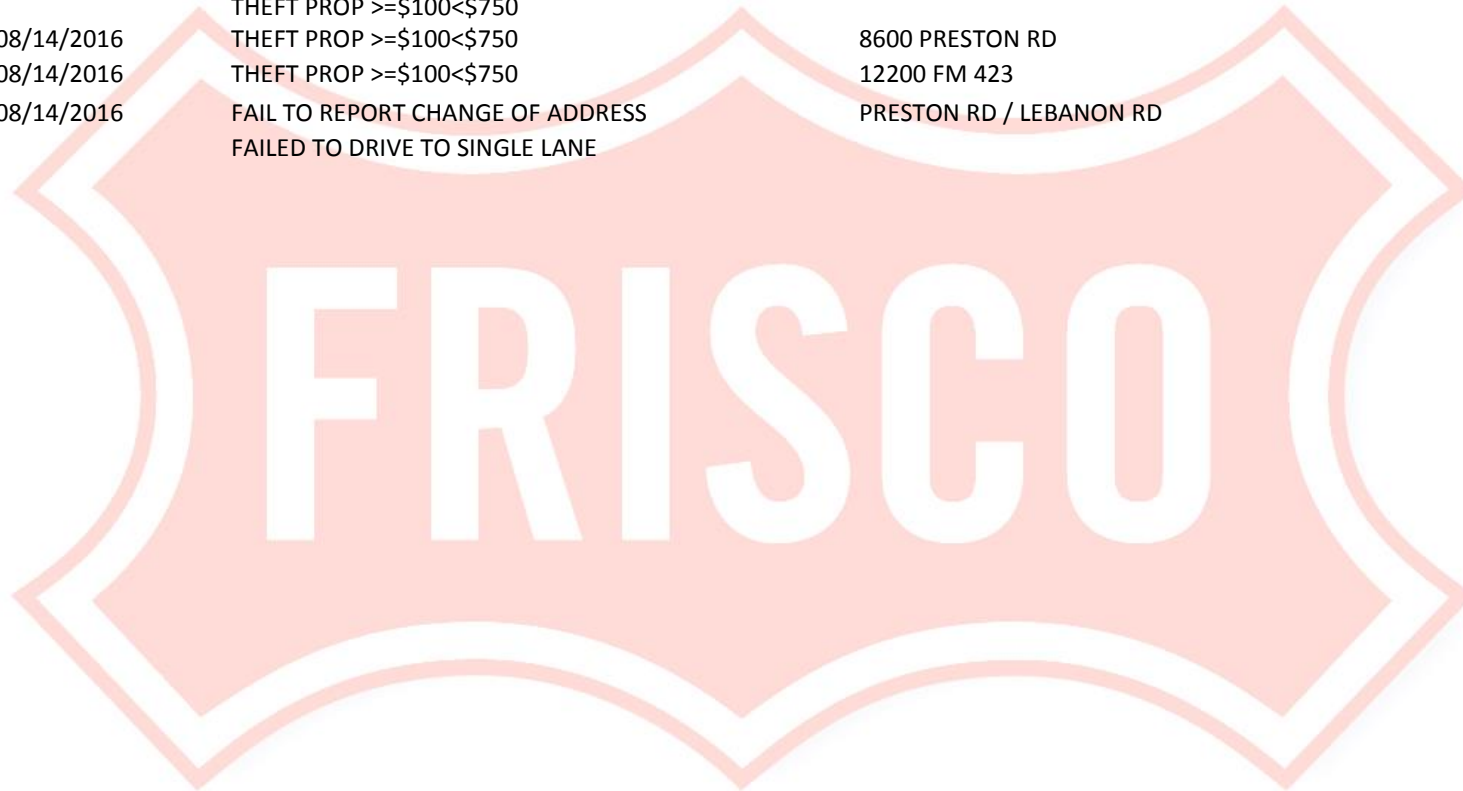 THEFT PROP >=$100<$750
08/14/2016 THEFT PROP >=$100<$750 8600 PRESTON RD
08/14/2016 THEFT PROP >=$100<$750 12200 FM 423
08/14/2016 FAIL TO REPORT CHANGE OF ADDRESS PRESTON RD / LEBANON RD
FAILED TO DRIVE TO SINGLE LANE
FRISCO